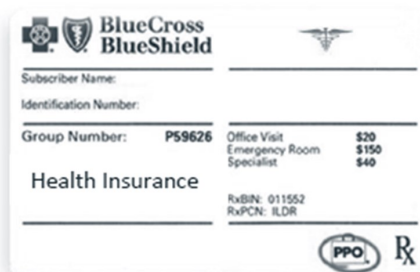 BlueCross
BlueShield
Subscriber Name:
Identification Number:
Group Number: P59626
Health Insurance
Office Visit $20
Emergency Room $150
Specialist $40
RxBIN: 011552
RxPCN: ILDR
PPO Rx